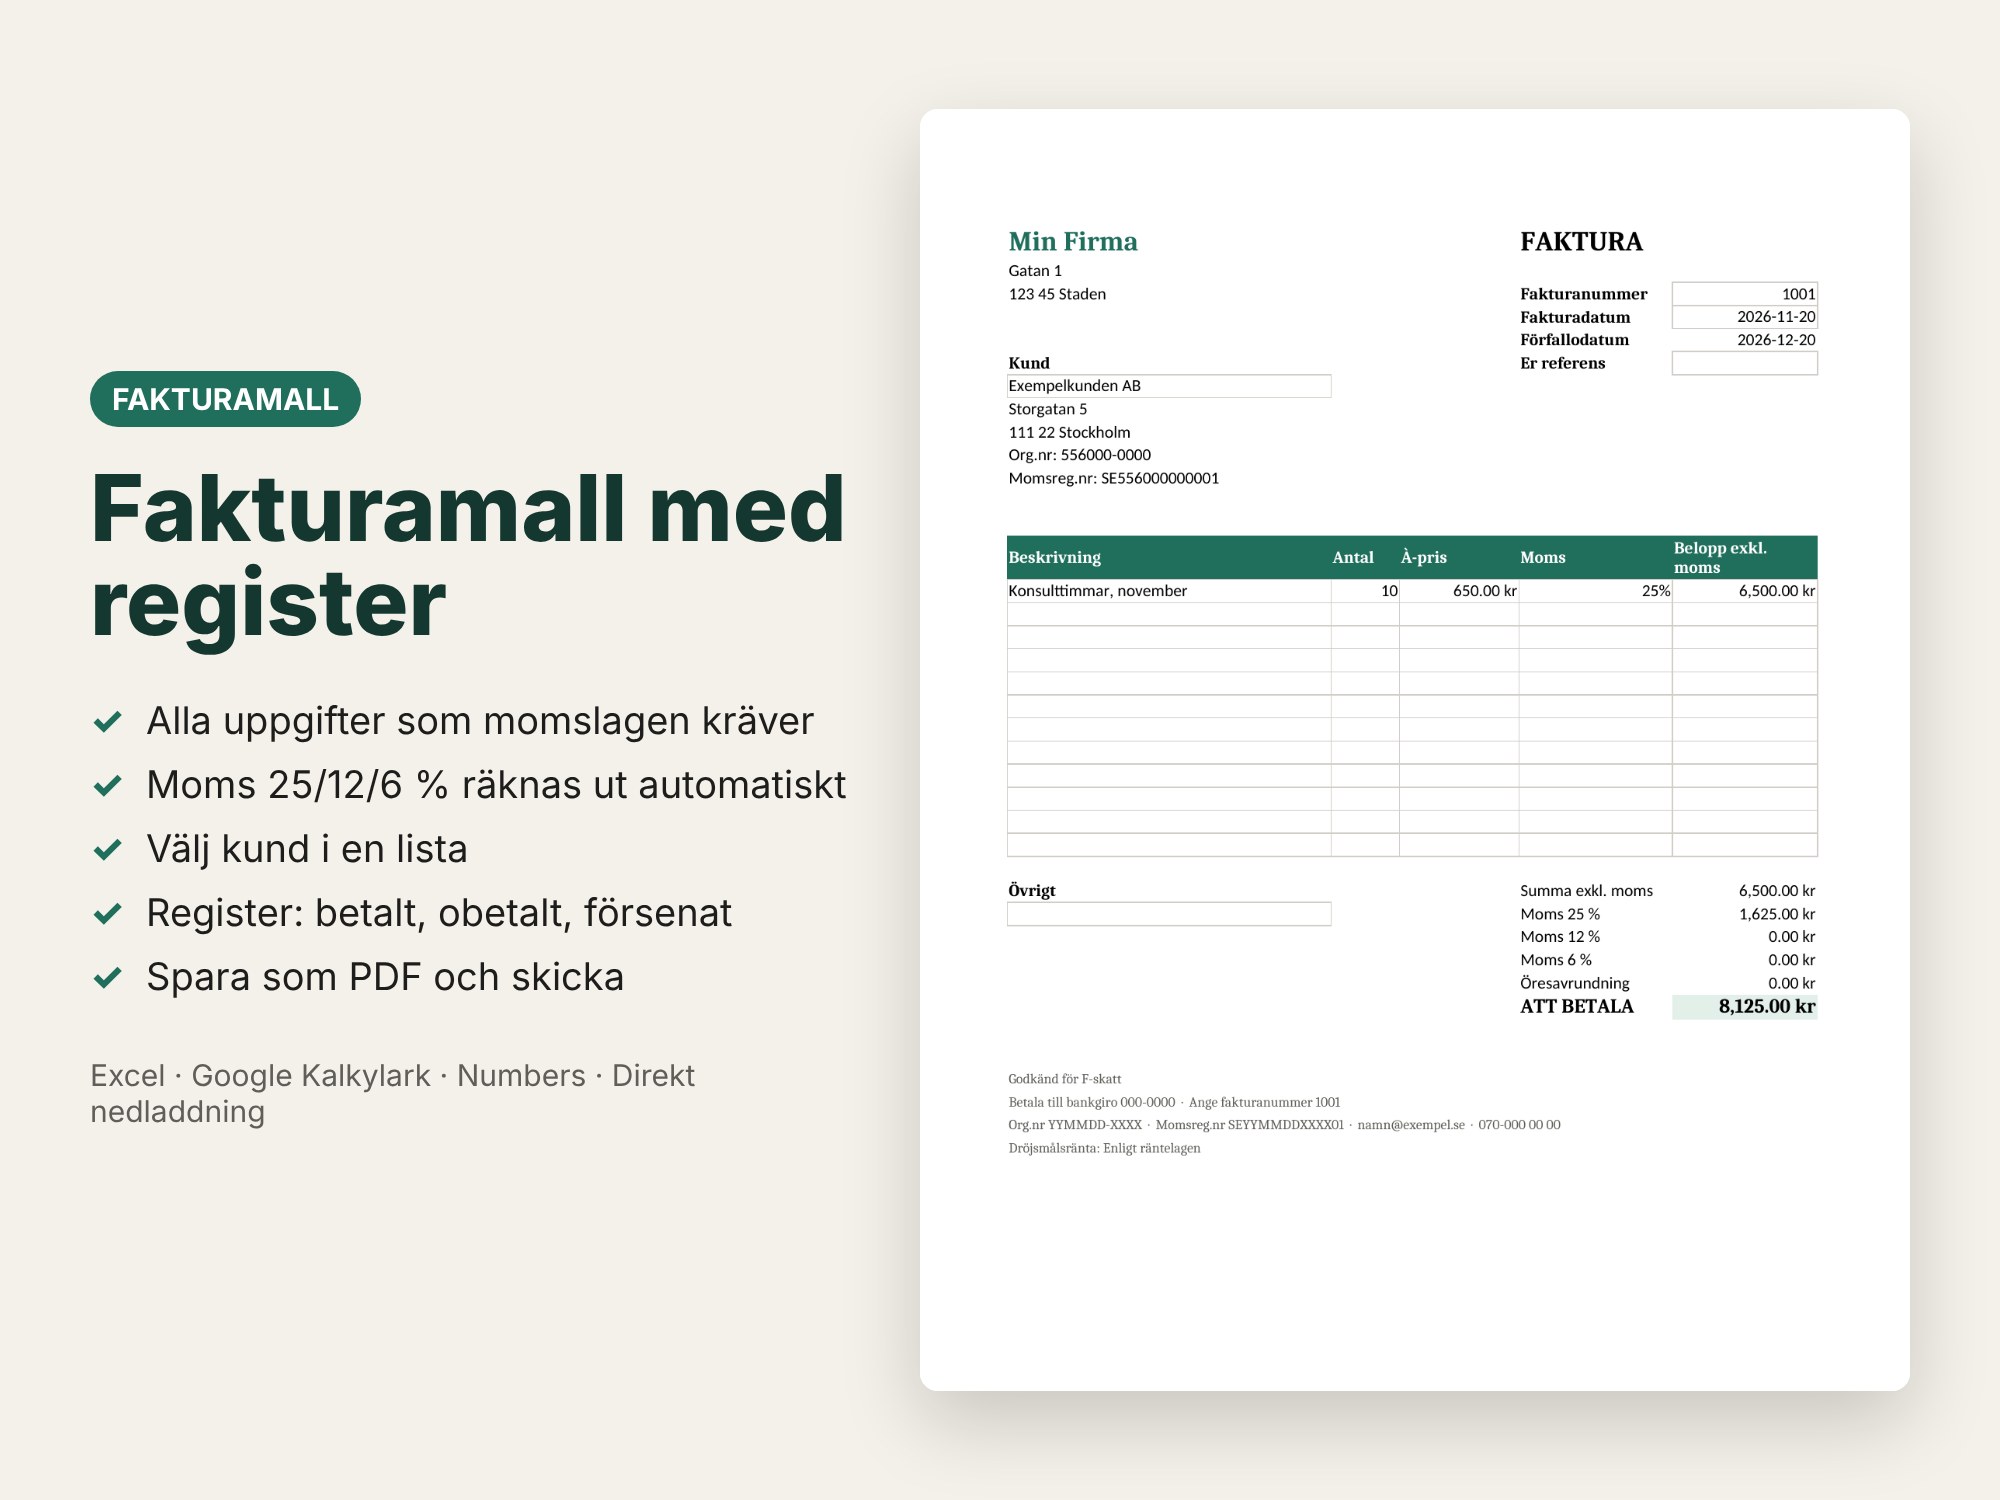 FAKTURAMALL
Fakturamall med
register
Alla uppgifter som momslagen kräver
Moms 25/12/6 % räknas ut automatiskt
Välj kund i en lista
Register: betalt, obetalt, försenat
Spara som PDF och skicka
Excel · Google Kalkylark · Numbers · Direkt
nedladdning
Min Firma
Gatan 1
123 45 Staden
FAKTURA
Fakturanummer 1001
Fakturadatum 2026-11-20
Förfallodatum 2026-12-20
Er referens
Kund
Exempelkunden AB
Storgatan 5
111 22 Stockholm
Org.nr: 556000-0000
Momsreg.nr: SE556000000001
Beskrivning Antal À-pris Moms Belopp exkl. moms
Konsulttimmar, november 10 650.00 kr 25% 6,500.00 kr
Övrigt
Summa exkl. moms 6,500.00 kr
Moms 25 % 1,625.00 kr
Moms 12 % 0.00 kr
Moms 6 % 0.00 kr
Öresavrundning 0.00 kr
ATT BETALA 8,125.00 kr
Godkänd för F-skatt
Betala till bankgiro 000-0000 · Ange fakturanummer 1001
Org.nr YYMMDD-XXXX · Momsreg.nr SEYYMMDDXXXX01 · namn@exempel.se · 070-000 00 00
Dröjsmålsränta: Enligt räntelagen